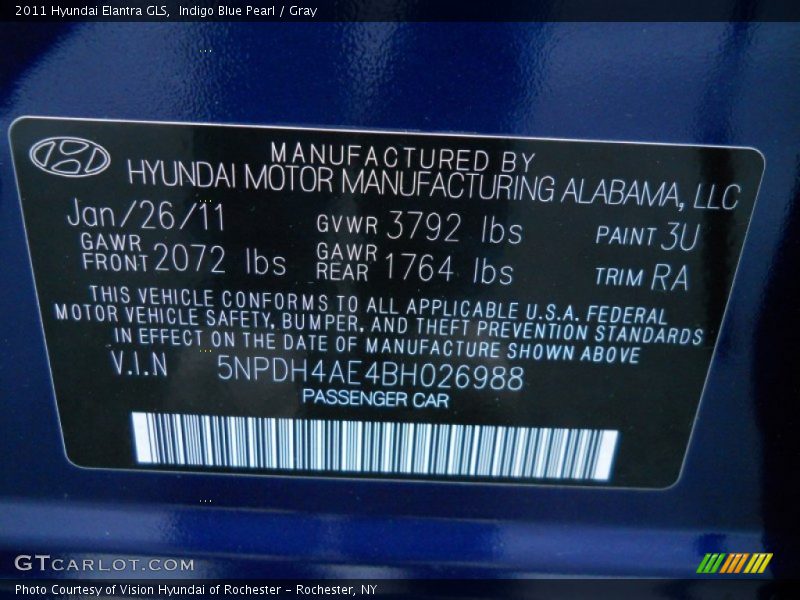 2011 Hyundai Elantra GLS,  Indigo Blue Pearl / Gray
MANUFACTURED BY
HYUNDAI MOTOR MANUFACTURING ALABAMA, LLC
Jan/26/11 GVWR 3792 lbs PAINT 3U
GAWR FRONT 2072 lbs GAWR REAR 1764 lbs TRIM RA
THIS VEHICLE CONFORMS TO ALL APPLICABLE U.S.A. FEDERAL
MOTOR VEHICLE SAFETY, BUMPER, AND THEFT PREVENTION STANDARDS
IN EFFECT ON THE DATE OF MANUFACTURE SHOWN ABOVE
V.I.N 5NPDH4AE4BH026988
PASSENGER CAR
GTCARLOT.COM
Photo Courtesy of Vision Hyundai of Rochester - Rochester, NY